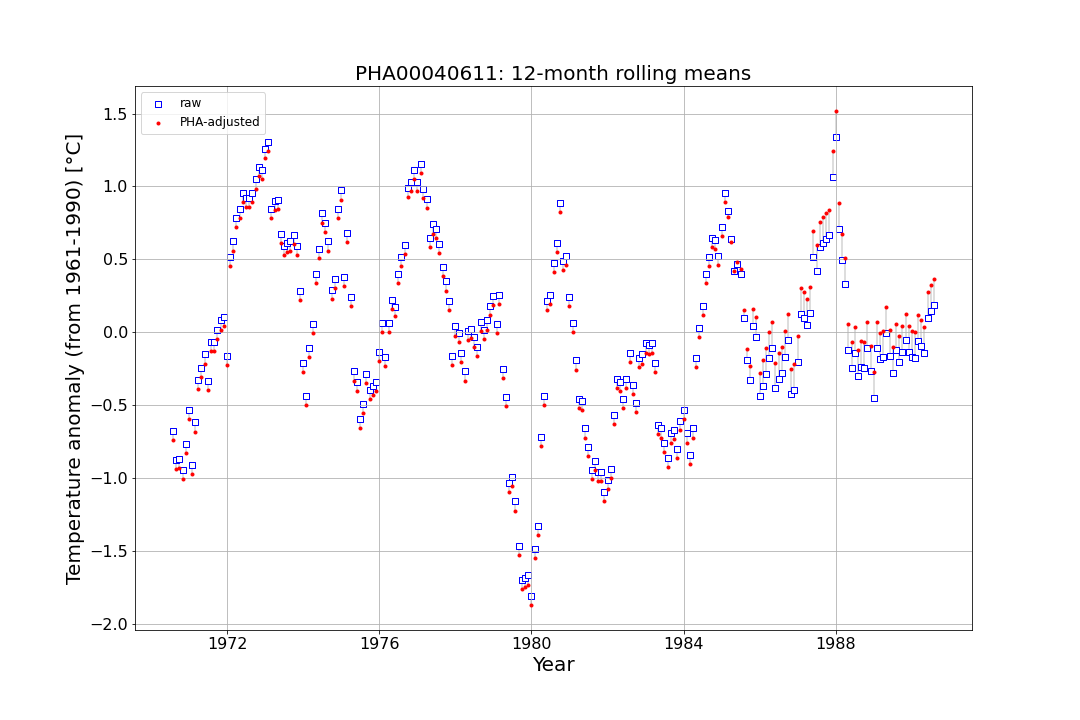 PHA00040611: 12-month rolling means
raw
PHA-adjusted
Temperature anomaly (from 1961-1990) [°C]
1.5
1.0
0.5
0.0
−0.5
−1.0
−1.5
−2.0
1972 1976 1980 1984 1988
Year